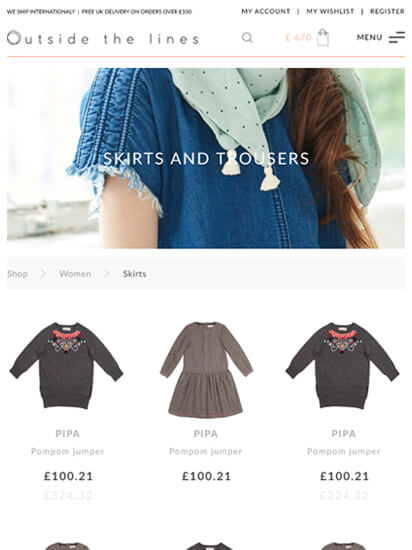 WE SHIP INTERNATIONALY | FREE UK DELIVERY ON ORDERS OVER £100
MY ACCOUNT | MY WISHLIST | REGISTER
Outside the lines
£ 670
MENU
SKIRTS AND TROUSERS
Shop > Women > Skirts
PIPA PIPA PIPA
Pompom jumper Pompom jumper Pompom jumper
£100.21 £100.21 £100.21
£324.32 £324.32